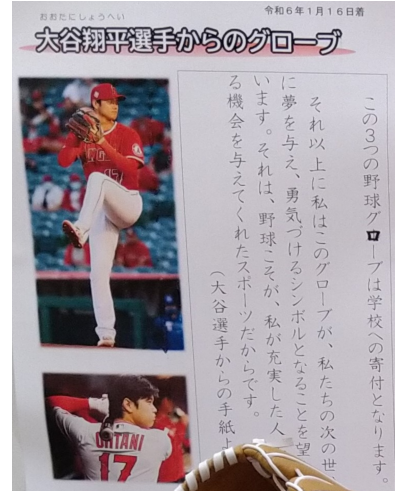 令和6年1月16日着
おおたにしょうへい
大谷翔平選手からのグローブ
この3つの野球グローブは学校への寄付となります。
それ以上に私はこのグローブが、私たちの次の世
に夢を与え、勇気づけるシンボルとなることを望
います。それは、野球こそが、私が充実した人
る機会を与えてくれたスポーツだからです。
(大谷選手からの手紙よ
OHTANI
17
17